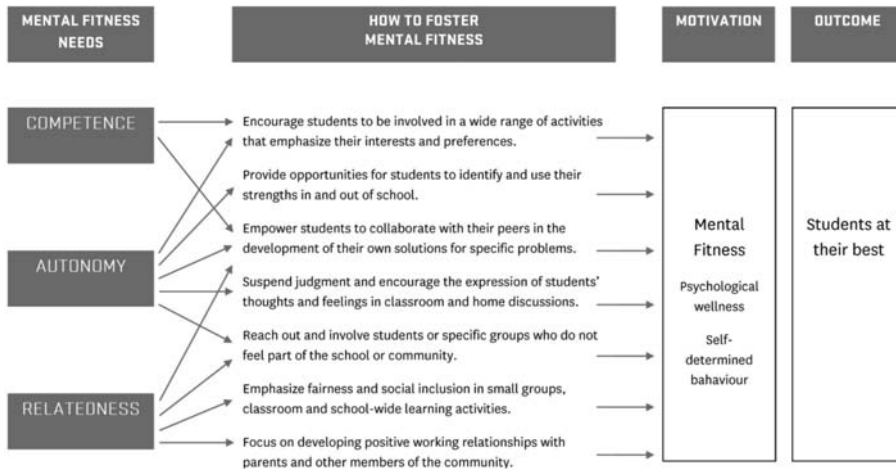 MENTAL FITNESS
NEEDS
HOW TO FOSTER
MENTAL FITNESS
MOTIVATION
OUTCOME
COMPETENCE
AUTONOMY
RELATEDNESS
Encourage students to be involved in a wide range of activities
that emphasize their interests and preferences.
Provide opportunities for students to identify and use their
strengths in and out of school.
Empower students to collaborate with their peers in the
development of their own solutions for specific problems.
Suspend judgment and encourage the expression of students'
thoughts and feelings in classroom and home discussions.
Reach out and involve students or specific groups who do not
feel part of the school or community.
Emphasize fairness and social inclusion in small groups,
classroom and school-wide learning activities.
Focus on developing positive working relationships with
parents and other members of the community.
Mental
Fitness
Psychological
wellness
Self-
determined
bahaviour
Students at
their best